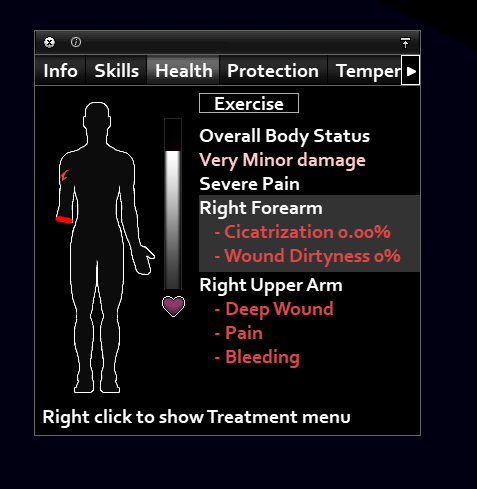 Info Skills Health Protection Temper
Exercise
Overall Body Status
Very Minor damage
Severe Pain
Right Forearm
- Cicatrization 0.00%
- Wound Dirtyness 0%
Right Upper Arm
- Deep Wound
- Pain
- Bleeding
Right click to show Treatment menu